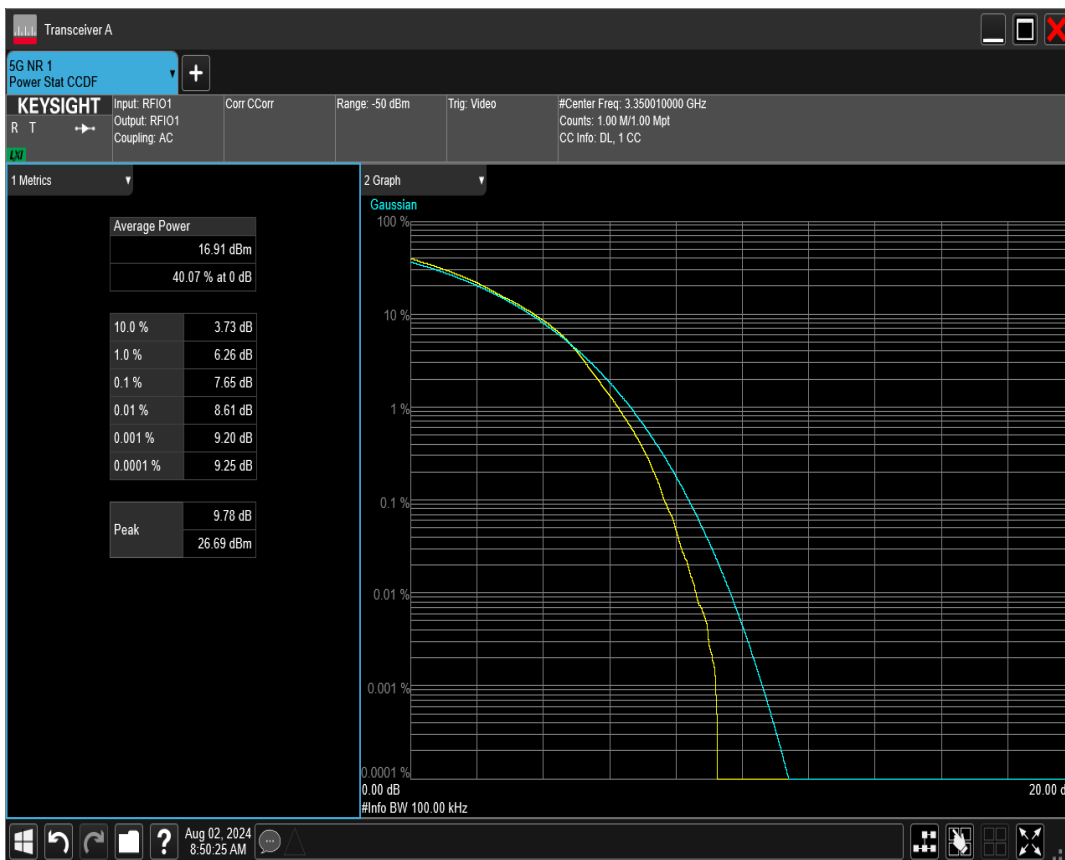 Transceiver A
5G NR 1
Power Stat CCDF
KEYSIGHT
R T
LXI
Input: RFIO1
Output: RFIO1
Coupling: AC
Corr CCorr
Range: -50 dBm
Trig: Video
#Center Freq: 3.350010000 GHz
Counts: 1.00 M/1.00 Mpt
CC Info: DL, 1 CC
1 Metrics
Average Power
16.91 dBm
40.07 % at 0 dB
10.0 % 3.73 dB
1.0 % 6.26 dB
0.1 % 7.65 dB
0.01 % 8.61 dB
0.001 % 9.20 dB
0.0001 % 9.25 dB
Peak
9.78 dB
26.69 dBm
2 Graph
Gaussian
100 %
10 %
1 %
0.1 %
0.01 %
0.001 %
0.0001 %
0.00 dB
20.00 d
#Info BW 100.00 kHz
?
Aug 02, 2024
8:50:25 AM